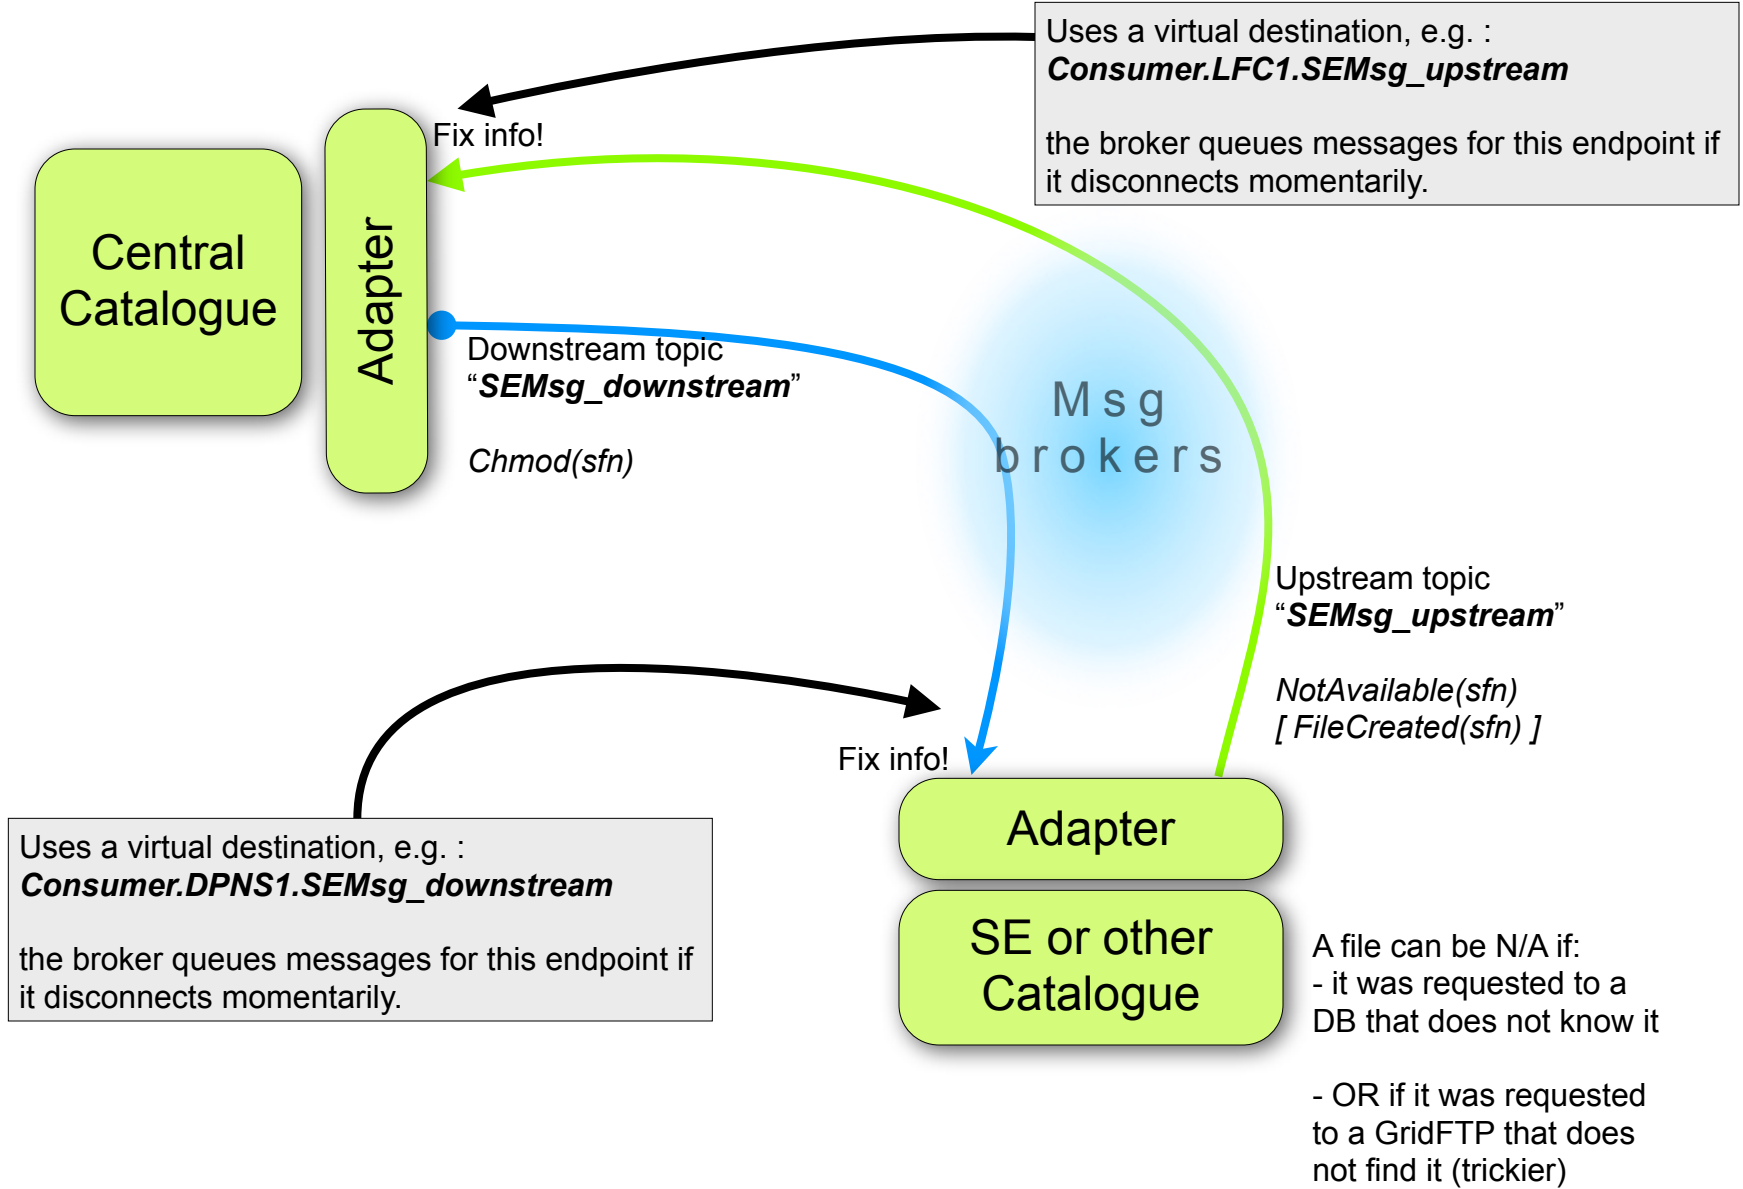 Uses a virtual destination, e.g. :
Consumer.LFC1.SEMsg_upstream
the broker queues messages for this endpoint if
it disconnects momentarily.
Fix info!
Central
Catalogue
Adapter
Downstream topic
“SEMsg_downstream”
Chmod(sfn)
Msg
brokers
Upstream topic
“SEMsg_upstream”
NotAvailable(sfn)
[ FileCreated(sfn) ]
Fix info!
Adapter
SE or other
Catalogue
Uses a virtual destination, e.g. :
Consumer.DPNS1.SEMsg_downstream
the broker queues messages for this endpoint if
it disconnects momentarily.
A file can be N/A if:
- it was requested to a
DB that does not know it
- OR if it was requested
to a GridFTP that does
not find it (trickier)